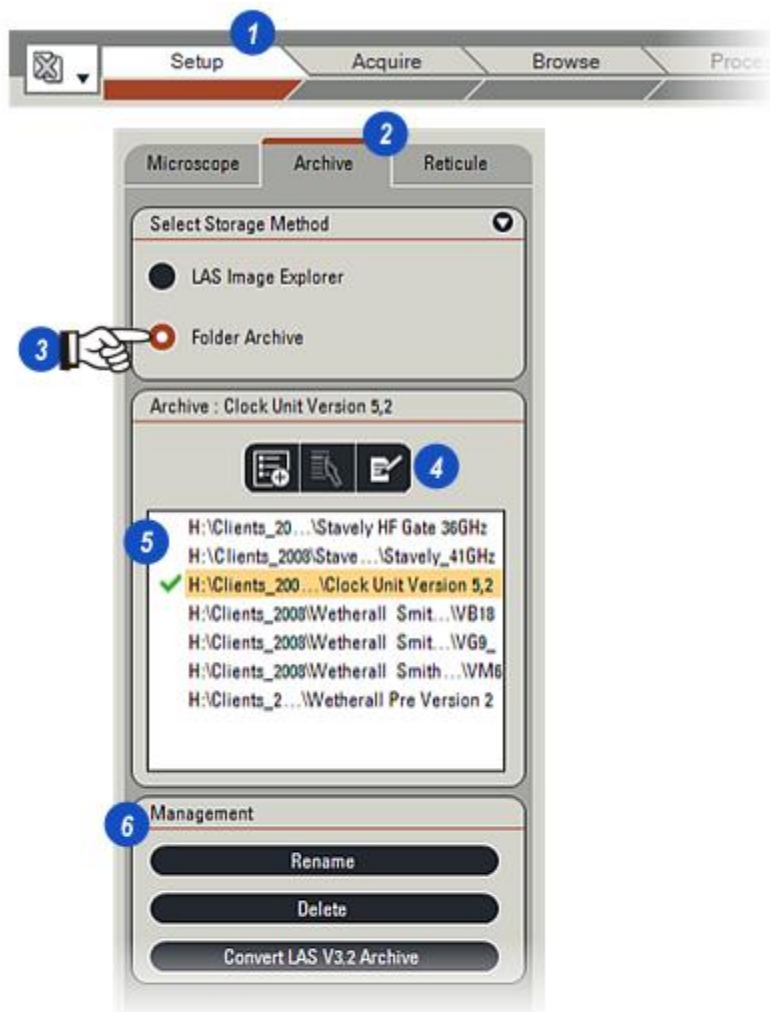 1
Setup Acquire Browse Proce
2
Microscope Archive Reticule
Select Storage Method
LAS Image Explorer
3
Folder Archive
Archive : Clock Unit Version 5,2
4
5
H:\Clients_20...\Stavely HF Gate 36GHz
H:\Clients_2008\Stave...\Stavely_41GHz
H:\Clients_200...\Clock Unit Version 5,2
H:\Clients_2008\Wetherall Smit...\VB18
H:\Clients_2008\Wetherall Smit...\VG9_
H:\Clients_2008\Wetherall Smith...\VM6
H:\Clients_2...\Wetherall Pre Version 2
6
Management
Rename
Delete
Convert LAS V3.2 Archive